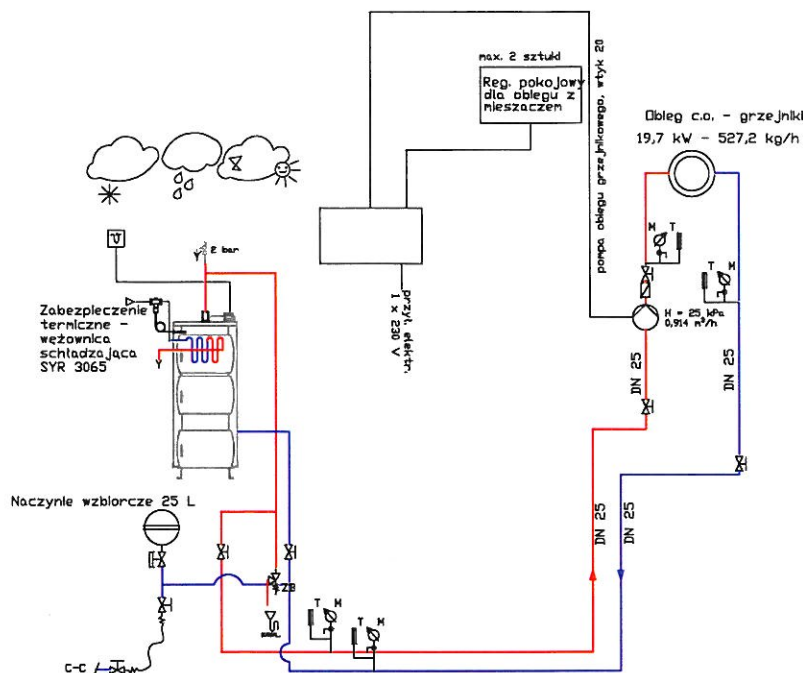 max. 2 sztuki
Reg. pokojowy
dla obiegu z
mieszaczem
pompa obiegu grzejnikowego, wtyk 20
Obieg c.o. - grzejniki
19,7 kW - 527,2 kg/h
M T
T M
2 bar
Zabezpieczenie
termiczne -
wężownica
schładzająca
SYR 3065
przył. elektr.
1 x 230 V
H = 25 kPa
0,914 m³/h
DN 25
DN 25
Naczynie wzbiorcze 25 L
DN 25
DN 25
ZB
T M
T M
C-C